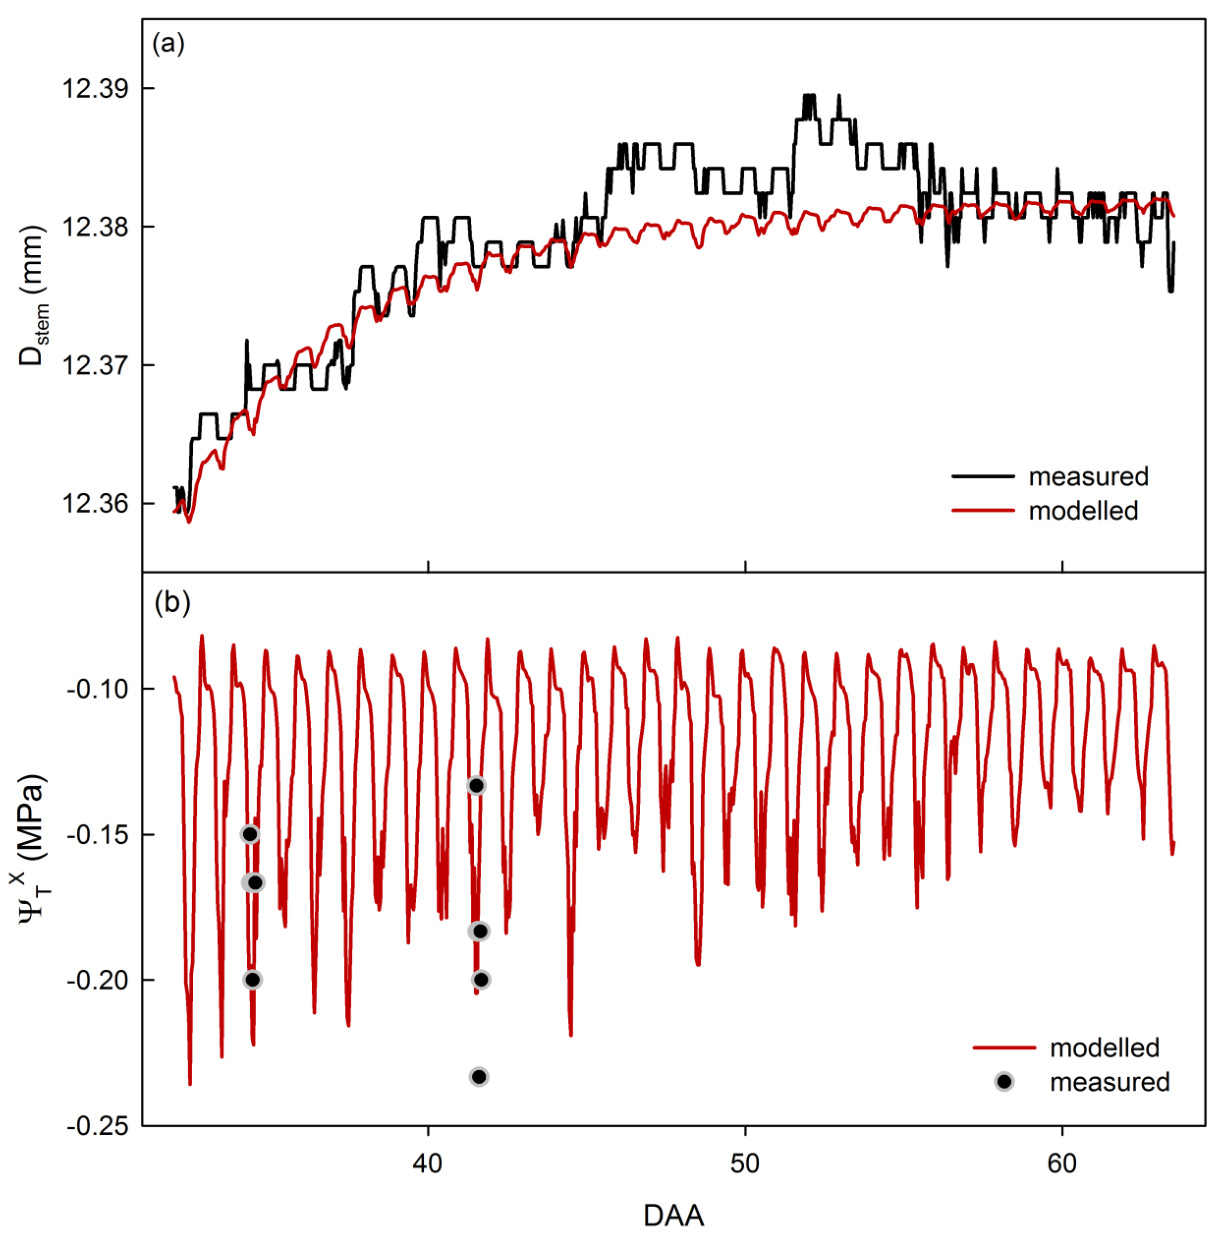 (a)
12.39
12.38
12.37
12.36
D_stem (mm)
measured
modelled
(b)
-0.10
-0.15
-0.20
-0.25
Ψ_T^x (MPa)
modelled
measured
40 50 60
DAA